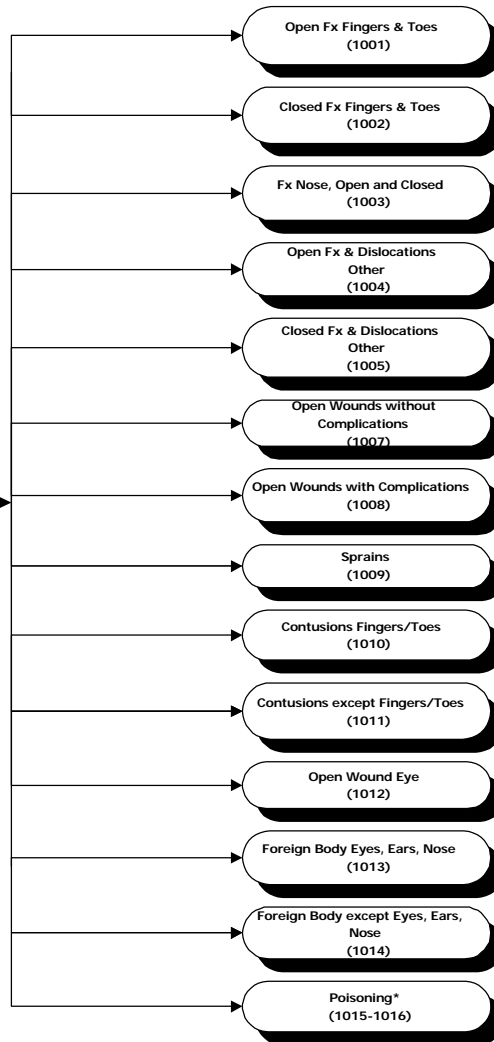 Open Fx Fingers & Toes
(1001)
Closed Fx Fingers & Toes
(1002)
Fx Nose, Open and Closed
(1003)
Open Fx & Dislocations
Other
(1004)
Closed Fx & Dislocations
Other
(1005)
Open Wounds without
Complications
(1007)
Open Wounds with Complications
(1008)
Sprains
(1009)
Contusions Fingers/Toes
(1010)
Contusions except Fingers/Toes
(1011)
Open Wound Eye
(1012)
Foreign Body Eyes, Ears, Nose
(1013)
Foreign Body except Eyes, Ears,
Nose
(1014)
Poisoning*
(1015-1016)